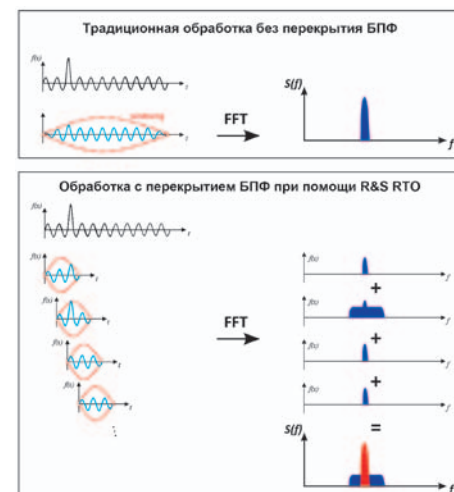 Традиционная обработка без перекрытия БПФ
f(x)
t
S(f)
t
FFT
f
Обработка с перекрытием БПФ при помощи R&S RTO
f(x)
t
f(x)
t
f(x)
f
+
f(x)
t
FFT
f(x)
f
+
f(x)
t
f(x)
f
+
f(x)
t
f(x)
f
=
S(f)
f